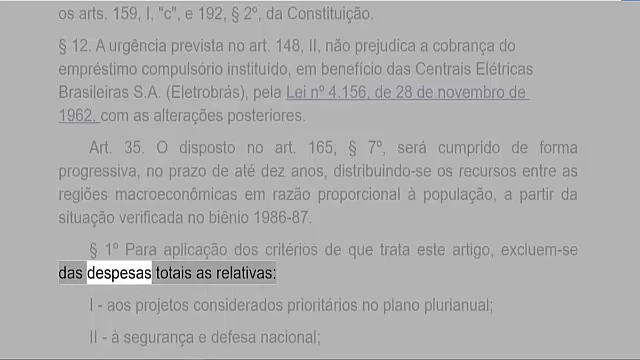 os arts. 159, I, "c", e 192, § 2º, da Constituição.
§ 12. A urgência prevista no art. 148, II, não prejudica a cobrança do
empréstimo compulsório instituído, em benefício das Centrais Elétricas
Brasileiras S.A. (Eletrobrás), pela Lei nº 4.156, de 28 de novembro de
1962, com as alterações posteriores.
Art. 35. O disposto no art. 165, § 7º, será cumprido de forma
progressiva, no prazo de até dez anos, distribuindo-se os recursos entre as
regiões macroeconômicas em razão proporcional à população, a partir da
situação verificada no biênio 1986-87.
§ 1º Para aplicação dos critérios de que trata este artigo, excluem-se
das despesas totais as relativas:
I - aos projetos considerados prioritários no plano plurianual;
II - à segurança e defesa nacional;